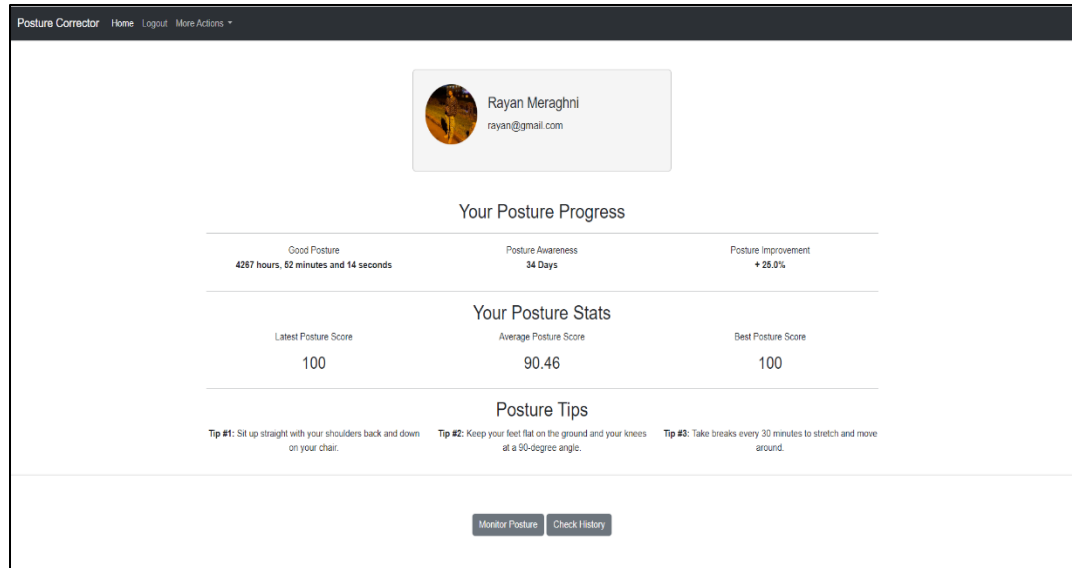 Posture Corrector Home Logout More Actions
Rayan Meraghni
rayan@gmail.com
Your Posture Progress
Good Posture Posture Awareness Posture Improvement
4267 hours, 52 minutes and 14 seconds 34 Days + 25.0%
Your Posture Stats
Latest Posture Score Average Posture Score Best Posture Score
100 90.46 100
Posture Tips
Tip #1: Sit up straight with your shoulders back and down
on your chair.
Tip #2: Keep your feet flat on the ground and your knees
at a 90-degree angle.
Tip #3: Take breaks every 30 minutes to stretch and move
around.
Monitor Posture Check History